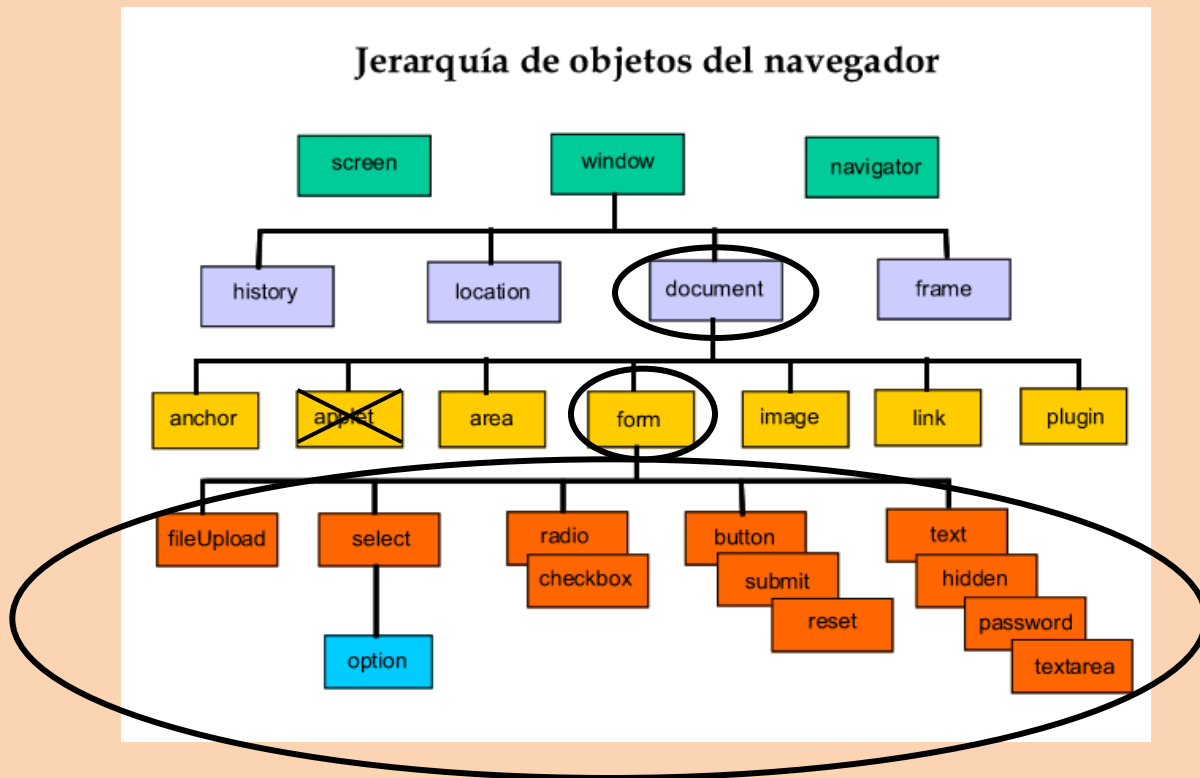 Jerarquía de objetos del navegador
screen
window
navigator
history
location
document
frame
anchor
applet
area
form
image
link
plugin
fileUpload
select
radio
button
text
checkbox
submit
hidden
reset
password
option
textarea